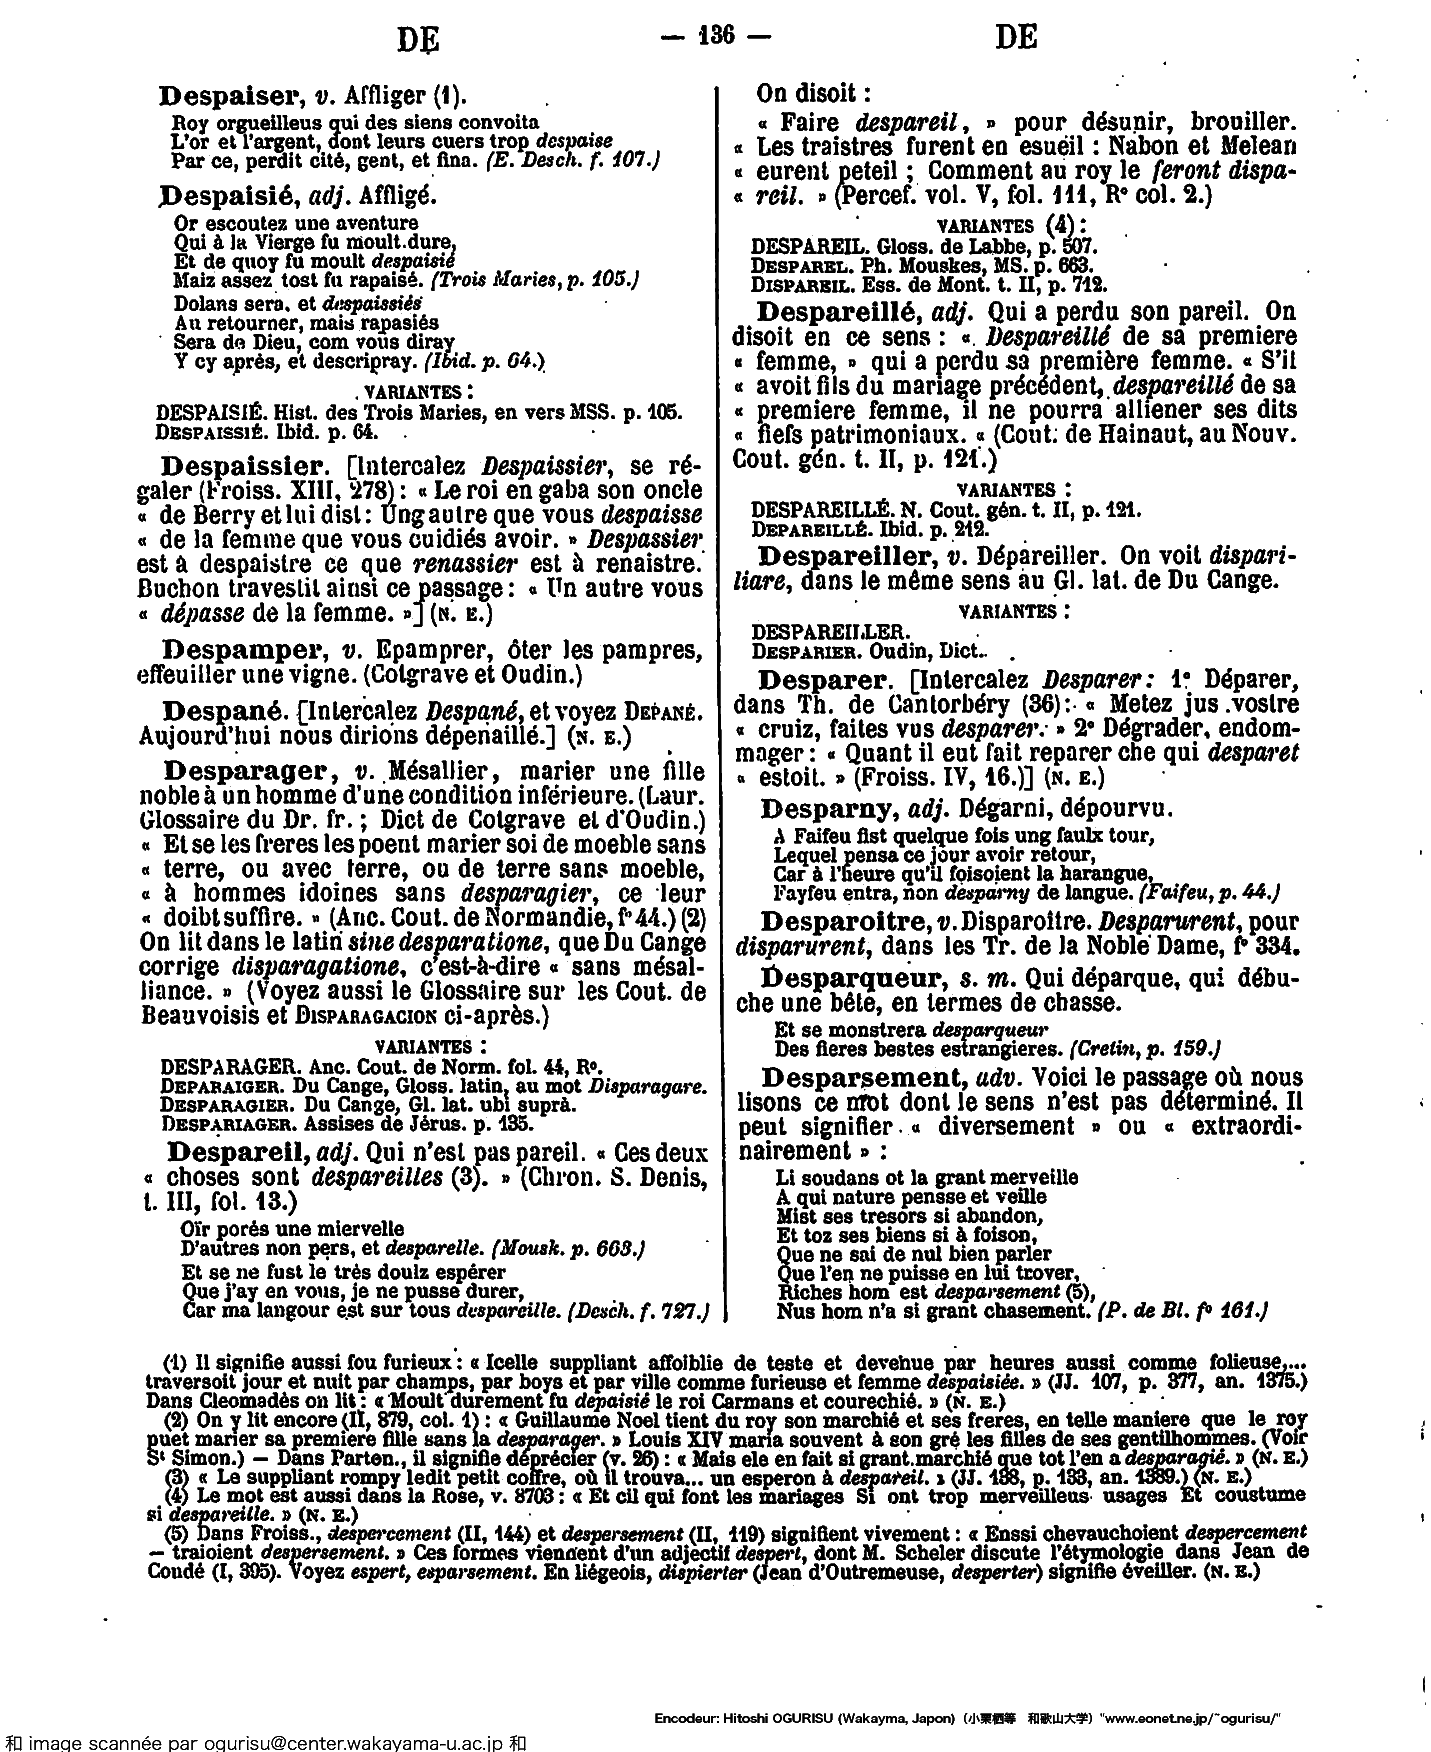 DE — 136 — DE
Despaiser, v. Affliger (1).
Roy orgueilleus qui des siens convoita
L'or et l'argent, dont leurs cuers trop despaise
Par ce, perdit cité, gent, et fina. (E. Desch. f. 107.)
Despaisié, adj. Affligé.
Or escoutez une aventure
Qui à la Vierge fu moult dure,
Et de quoy fu moult despaisié
Maiz assez tost fu rapaisé. (Trois Maries, p. 105.)
Dolans sera, et despaissiés
Au retourner, mais rapasiés
Sera de Dieu, com vous diray
Y cy après, et descripray. (Ibid. p. 64.)
VARIANTES :
DESPAISIÉ. Hist. des Trois Maries, en vers MSS. p. 105.
DESPAISSIÉ. Ibid. p. 64.
Despaissier. [Intercalez Despaissier, se ré-
galer (Froiss. XIII, 278) : « Le roi en gaba son oncle
« de Berry et lui dist : Ung autre que vous despaisse
« de la femme que vous cuidiés avoir. » Despassier
est à despaistre ce que renassier est à renaistre.
Buchon travestit ainsi ce passage : « Un autre vous
« dépasse de la femme. »] (N. E.)
Despamper, v. Epamprer, ôter les pampres,
effeuiller une vigne. (Cotgrave et Oudin.)
Despané. [Intercalez Despané, et voyez DEPANÉ.
Aujourd'hui nous dirions dépenaillé.] (N. E.)
Desparager, v. Mésallier, marier une fille
noble à un homme d'une condition inférieure. (Laur.
Glossaire du Dr. fr. ; Dict de Cotgrave et d'Oudin.)
« Et se les freres les poent marier soi de moeble sans
« terre, ou avec terre, ou de terre sans moeble,
« à hommes idoines sans desparagier, ce leur
« doibt suffire. » (Anc. Cout. de Normandie, f° 44.) (2)
On lit dans le latin sine desparatione, que Du Cange
corrige disparagatione, c'est-à-dire « sans mésal-
liance. » (Voyez aussi le Glossaire sur les Cout. de
Beauvoisis et DISPARAGACION ci-après.)
VARIANTES :
DESPARAGER. Anc. Cout. de Norm. fol. 44, R°.
DEPARAIGER. Du Cange, Gloss. latin, au mot Disparagare.
DESPARAGIER. Du Cange, Gl. lat. ubi suprà.
DESPARIAGER. Assises de Jérus. p. 135.
Despareil, adj. Qui n'est pas pareil. « Ces deux
« choses sont despareilles (3). » (Chron. S. Denis,
t. III, fol. 13.)
Oïr porés une miervelle
D'autres non pers, et desparelle. (Mousk. p. 663.)
Et se ne fust le très doulz espérer
Que j'ay en vous, je ne pusse durer,
Car ma langour est sur tous despareille. (Desch. f. 727.)
On disoit :
« Faire despareil, » pour désunir, brouiller.
« Les traistres furent en esueil : Nabon et Melean
« eurent peteil ; Comment au roy le feront dispa-
« reil. » (Percef. vol. V, fol. 111, R° col. 2.)
VARIANTES (4) :
DESPAREIL. Gloss. de Labbe, p. 507.
DESPAREL. Ph. Mouskes, MS. p. 663.
DISPAREIL. Ess. de Mont. t. II, p. 712.
Despareillé, adj. Qui a perdu son pareil. On
disoit en ce sens : « Despareillé de sa premiere
« femme, » qui a perdu sa première femme. « S'il
« avoit fils du mariage précédent, despareillé de sa
« premiere femme, il ne pourra alliener ses dits
« fiefs patrimoniaux. « (Cout. de Hainaut, au Nouv.
Cout. gén. t. II, p. 121.)
VARIANTES :
DESPAREILLÉ. N. Cout. gén. t. II, p. 121.
DEPAREILLÉ. Ibid. p. 212.
Despareiller, v. Dépareiller. On voit dispari-
liare, dans le même sens au Gl. lat. de Du Cange.
VARIANTES :
DESPAREILLER.
DESPARIER. Oudin, Dict.
Desparer. [Intercalez Desparer : 1° Déparer,
dans Th. de Cantorbéry (36) : « Metez jus vostre
« cruiz, faites vus desparer. » 2° Dégrader, endom-
mager : « Quant il eut fait reparer che qui desparet
« estoit. » (Froiss. IV, 16.)] (N. E.)
Desparny, adj. Dégarni, dépourvu.
A Faifeu fist quelque fois ung faulx tour,
Lequel pensa ce jour avoir retour,
Car à l'heure qu'il foisoient la harangue,
Fayfeu entra, non desparny de langue. (Faifeu, p. 44.)
Desparoitre, v. Disparoître. Desparurent, pour
disparurent, dans les Tr. de la Noble Dame, f° 334.
Desparqueur, s. m. Qui déparque, qui débu-
che une bête, en termes de chasse.
Et se monstrera desparqueur
Des fieres bestes estrangieres. (Cretin, p. 159.)
Desparsement, adv. Voici le passage où nous
lisons ce mot dont le sens n'est pas déterminé. Il
peut signifier « diversement » ou « extraordi-
nairement » :
Li soudans ot la grant merveille
A qui nature pensse et veille
Mist ses tresors si abandon,
Et toz ses biens si à foison,
Que ne sai de nul bien parler
Que l'en ne puisse en lui trover,
Riches hom est desparsement (5),
Nus hom n'a si grant chasement. (P. de Bl. f° 161.)
(1) Il signifie aussi fou furieux : « Icelle suppliant affoiblie de teste et devenue par heures aussi comme folieuse,...
traversoit jour et nuit par champs, par boys et par ville comme furieuse et femme despaisiée. » (JJ. 107, p. 377, an. 1375.)
Dans Cleomadès on lit : « Moult durement fu depaisié le roi Carmans et courechié. » (N. E.)
(2) On y lit encore (II, 879, col. 1) : « Guillaume Noel tient du roy son marchié et ses freres, en telle maniere que le roy
puet marier sa premiere fille sans la desparager. » Louis XIV maria souvent à son gré les filles de ses gentilhommes. (Voir
St Simon.) — Dans Parton., il signifie déprécier (v. 26) : « Mais ele en fait si grant marchié que tot l'en a desparagié. » (N. E.)
(3) « Le suppliant rompy ledit petit coffre, où il trouva... un esperon à despareil. » (JJ. 138, p. 133, an. 1389.) (N. E.)
(4) Le mot est aussi dans la Rose, v. 8703 : « Et cil qui font les mariages Si ont trop merveilleus usages Et coustume
si despareille. » (N. E.)
(5) Dans Froiss., despercement (II, 144) et despersement (II, 119) signifient vivement : « Enssi chevauchoient despercement
— traioient despersement. » Ces formes viennent d'un adjectif despert, dont M. Scheler discute l'étymologie dans Jean de
Condé (I, 395). Voyez espert, esparsement. En liégeois, dispierter (Jean d'Outremeuse, desperter) signifie éveiller. (N. E.)
Encodeur: Hitoshi OGURISU (Wakayma, Japon) (小栗栖等 和歌山大学) "www.eonet.ne.jp/~ogurisu/"
和 image scannée par ogurisu@center.wakayama-u.ac.jp 和